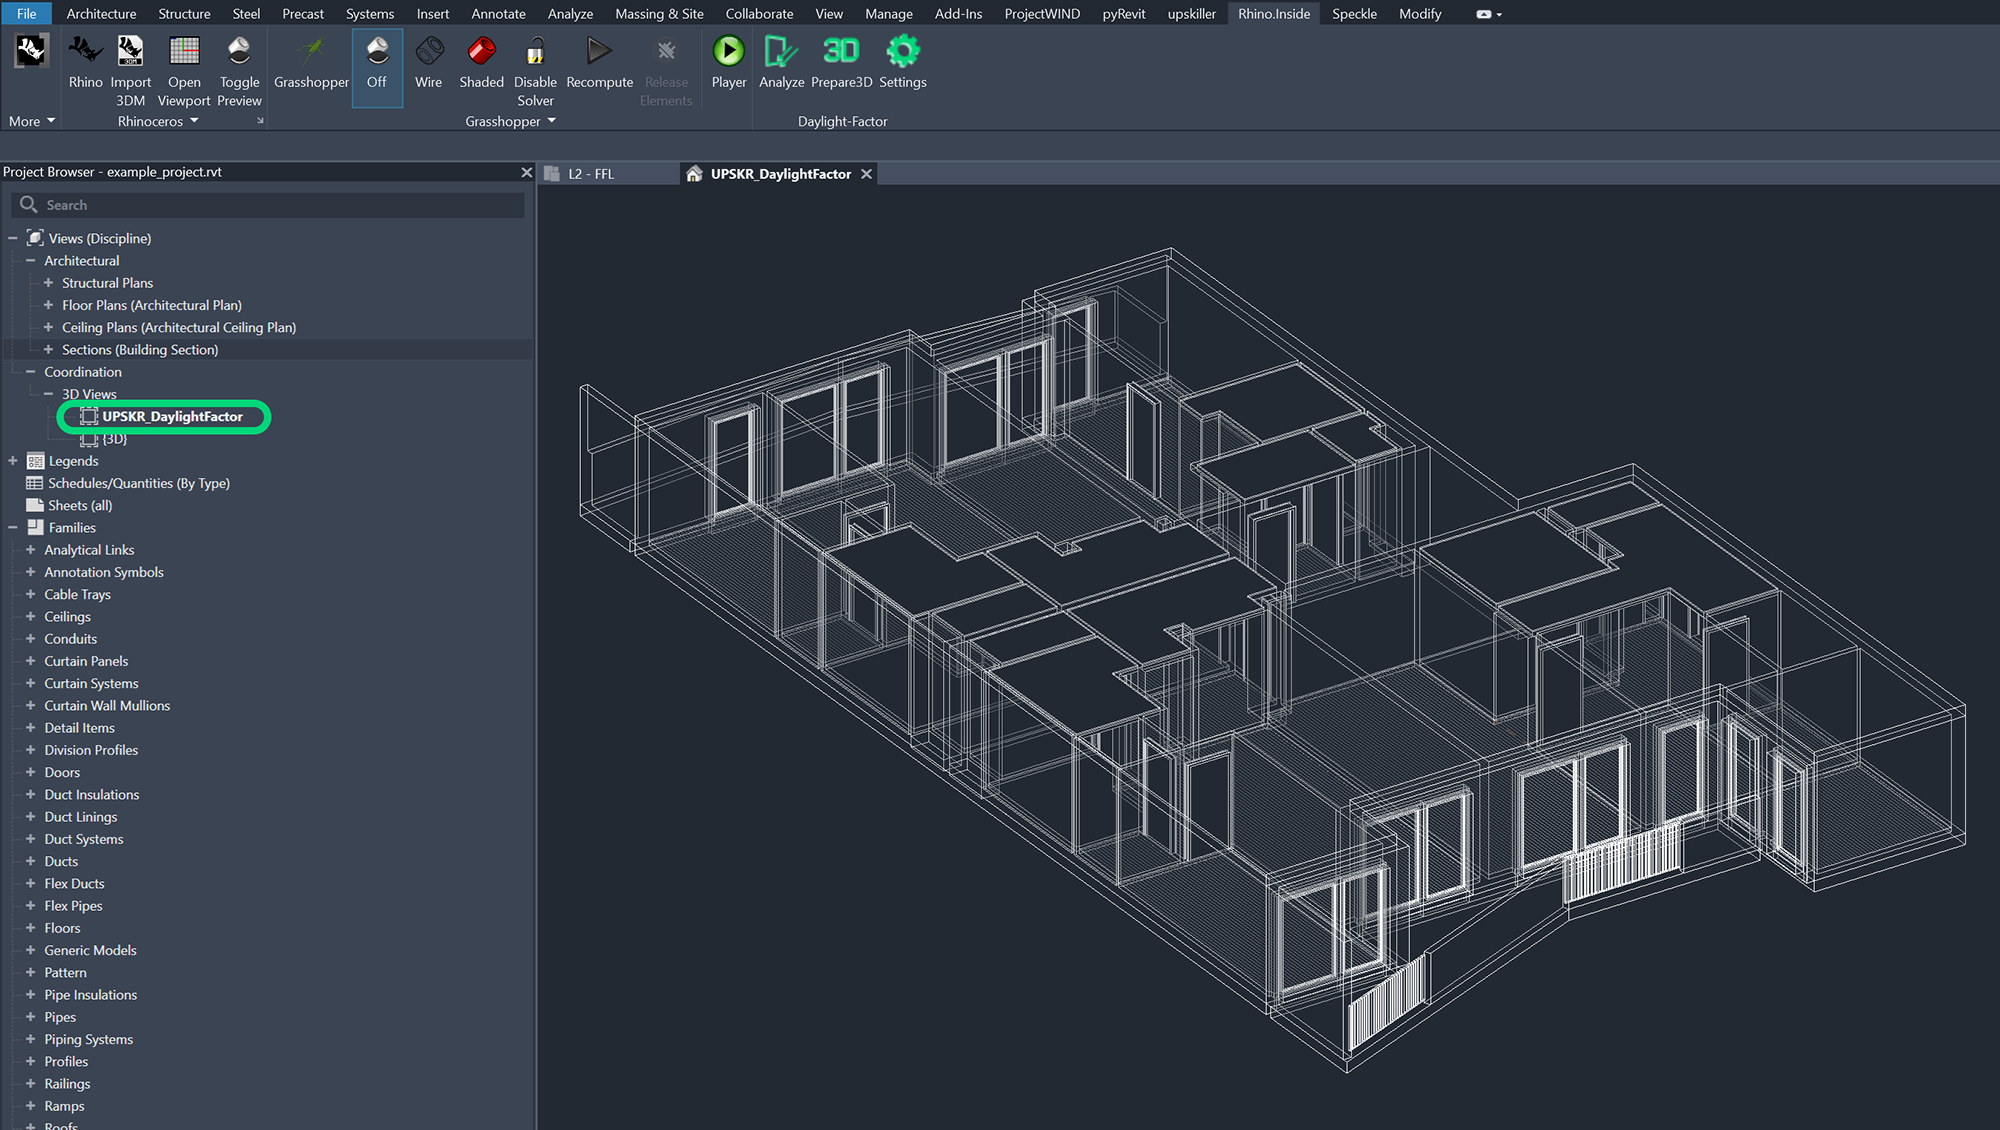 File Architecture Structure Steel Precast Systems Insert Annotate Analyze Massing & Site Collaborate View Manage Add-Ins ProjectWIND pyRevit upskiller Rhino.Inside Speckle Modify
3DM 3D
Rhino Import Open Toggle Grasshopper Off Wire Shaded Disable Recompute Release Player Analyze Prepare3D Settings
3DM Viewport Preview Solver Elements
More Rhinoceros Grasshopper Daylight-Factor
Project Browser - example_project.rvt
L2 - FFL UPSKR_DaylightFactor
Search
Views (Discipline)
Architectural
Structural Plans
Floor Plans (Architectural Plan)
Ceiling Plans (Architectural Ceiling Plan)
Sections (Building Section)
Coordination
3D Views
UPSKR_DaylightFactor
{3D}
Legends
Schedules/Quantities (By Type)
Sheets (all)
Families
Analytical Links
Annotation Symbols
Cable Trays
Ceilings
Conduits
Curtain Panels
Curtain Systems
Curtain Wall Mullions
Detail Items
Division Profiles
Doors
Duct Insulations
Duct Linings
Duct Systems
Ducts
Flex Ducts
Flex Pipes
Floors
Generic Models
Pattern
Pipe Insulations
Pipes
Piping Systems
Profiles
Railings
Ramps
Roofs